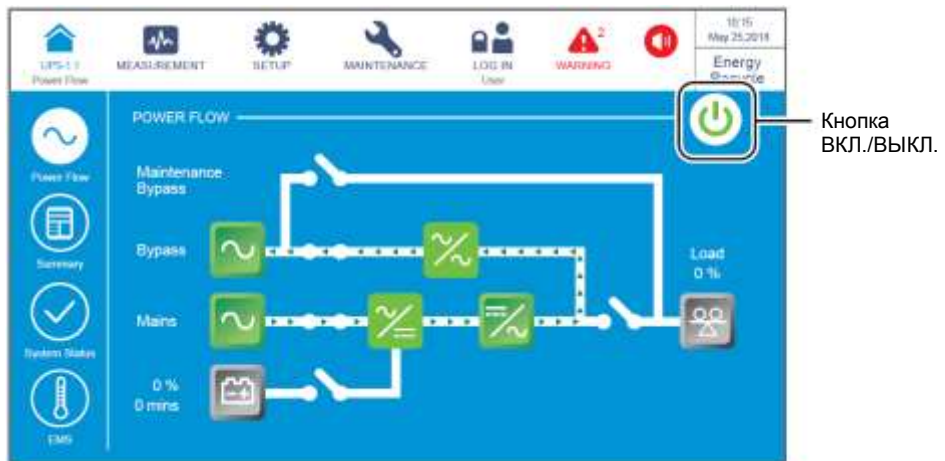 UPS-1.1
Power Flow
MEASUREMENT
SETUP
MAINTENANCE
LOG IN
User
2
WARNING
10:15
May 25,2018
Energy
Recycle
POWER FLOW
Кнопка
ВКЛ./ВЫКЛ.
Power Flow
Maintenance
Bypass
Summary
Bypass
Load
0 %
Mains
System Status
0 %
0 mins
EMS